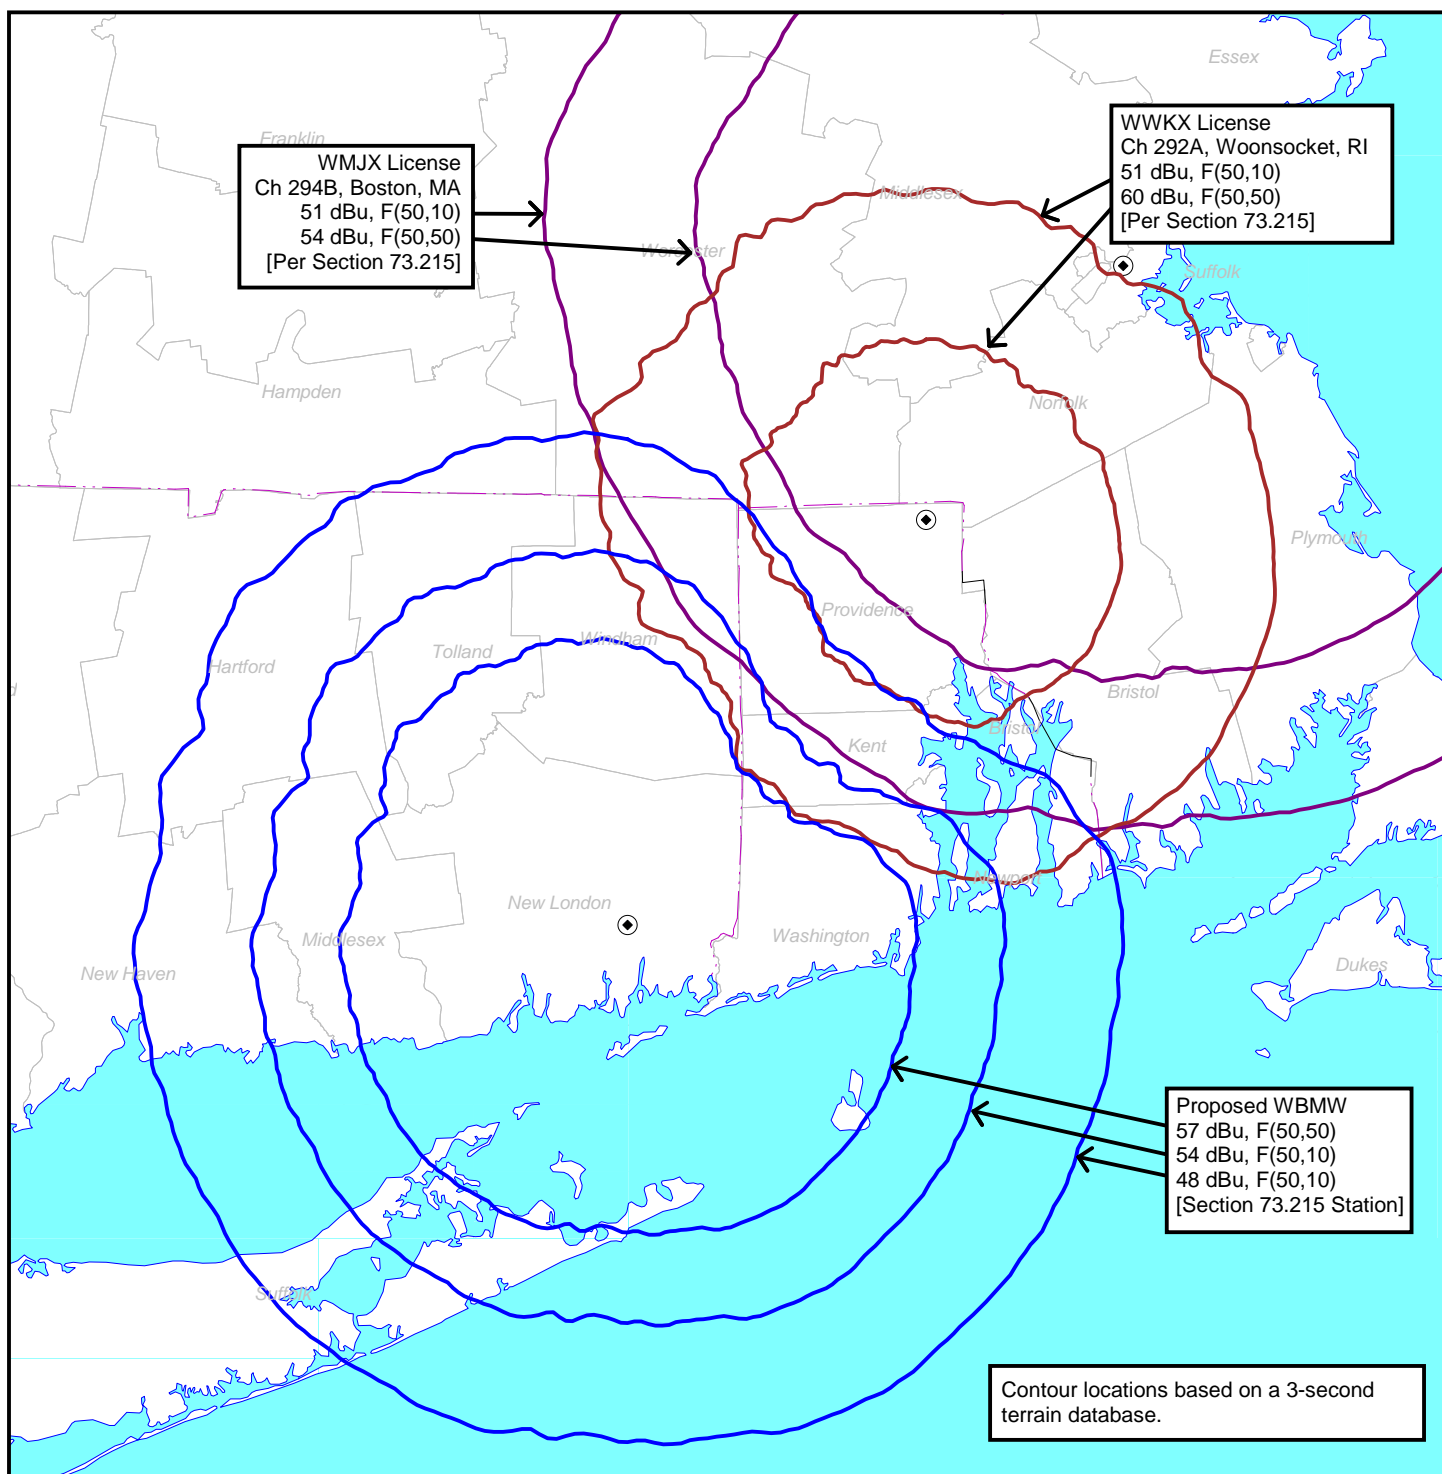 Essex
Franklin
WMJX License
Ch 294B, Boston, MA
51 dBu, F(50,10)
54 dBu, F(50,50)
[Per Section 73.215]
WWKX License
Ch 292A, Woonsocket, RI
51 dBu, F(50,10)
60 dBu, F(50,50)
[Per Section 73.215]
Middlesex
Worcester
Suffolk
Hampden
Norfolk
Plymouth
Providence
Hartford
Tolland
Windham
Bristol
Bristol
Kent
Newport
New London
Washington
Middlesex
New Haven
Dukes
Proposed WBMW
57 dBu, F(50,50)
54 dBu, F(50,10)
48 dBu, F(50,10)
[Section 73.215 Station]
Suffolk
Contour locations based on a 3-second
terrain database.